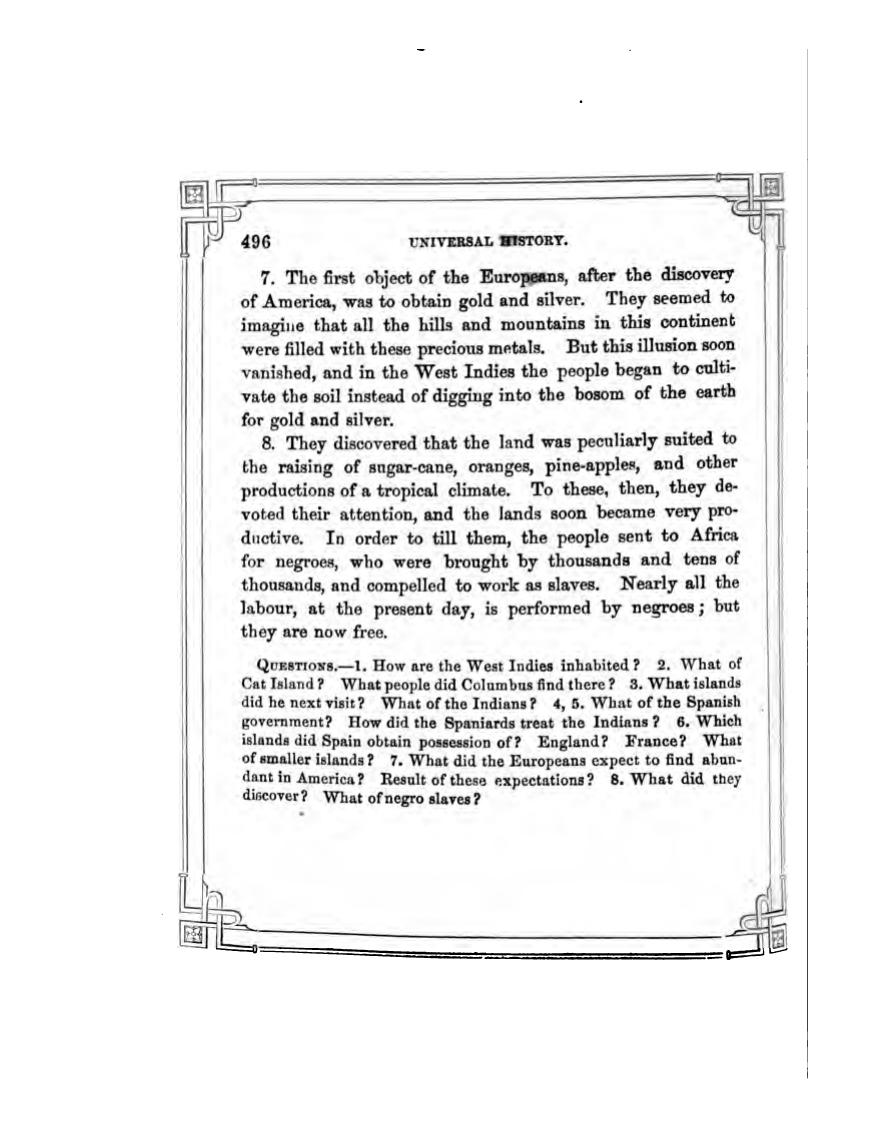 496 UNIVERSAL HISTORY.
7. The first object of the Europeans, after the discovery
of America, was to obtain gold and silver. They seemed to
imagine that all the hills and mountains in this continent
were filled with these precious metals. But this illusion soon
vanished, and in the West Indies the people began to culti-
vate the soil instead of digging into the bosom of the earth
for gold and silver.
8. They discovered that the land was peculiarly suited to
the raising of sugar-cane, oranges, pine-apples, and other
productions of a tropical climate. To these, then, they de-
voted their attention, and the lands soon became very pro-
ductive. In order to till them, the people sent to Africa
for negroes, who were brought by thousands and tens of
thousands, and compelled to work as slaves. Nearly all the
labour, at the present day, is performed by negroes; but
they are now free.
QUESTIONS.—1. How are the West Indies inhabited? 2. What of
Cat Island? What people did Columbus find there? 3. What islands
did he next visit? What of the Indians? 4, 5. What of the Spanish
government? How did the Spaniards treat the Indians? 6. Which
islands did Spain obtain possession of? England? France? What
of smaller islands? 7. What did the Europeans expect to find abun-
dant in America? Result of these expectations? 8. What did they
discover? What of negro slaves?